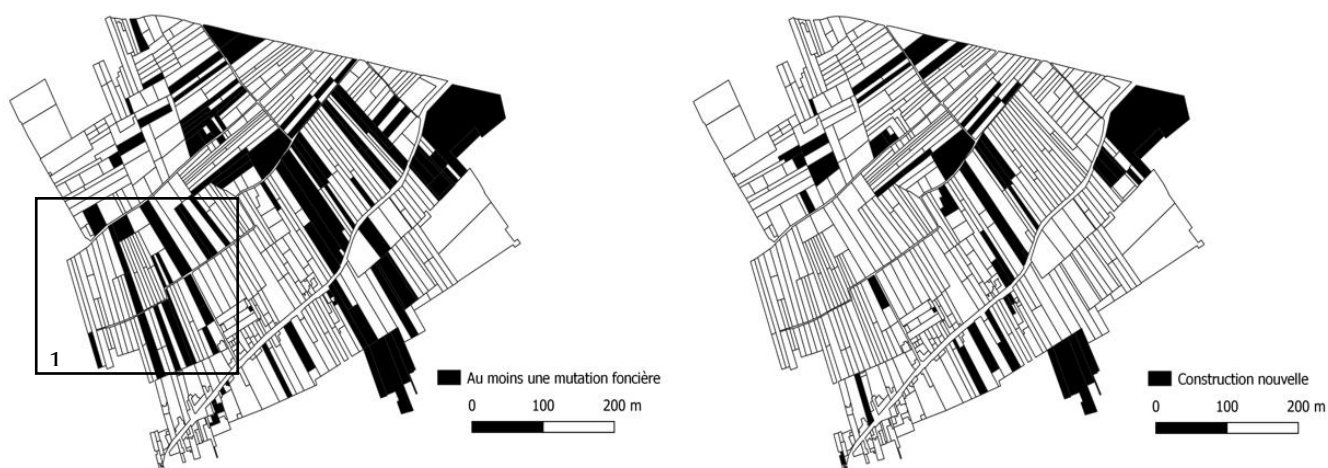 1
Au moins une mutation foncière
0 100 200 m
Construction nouvelle
0 100 200 m